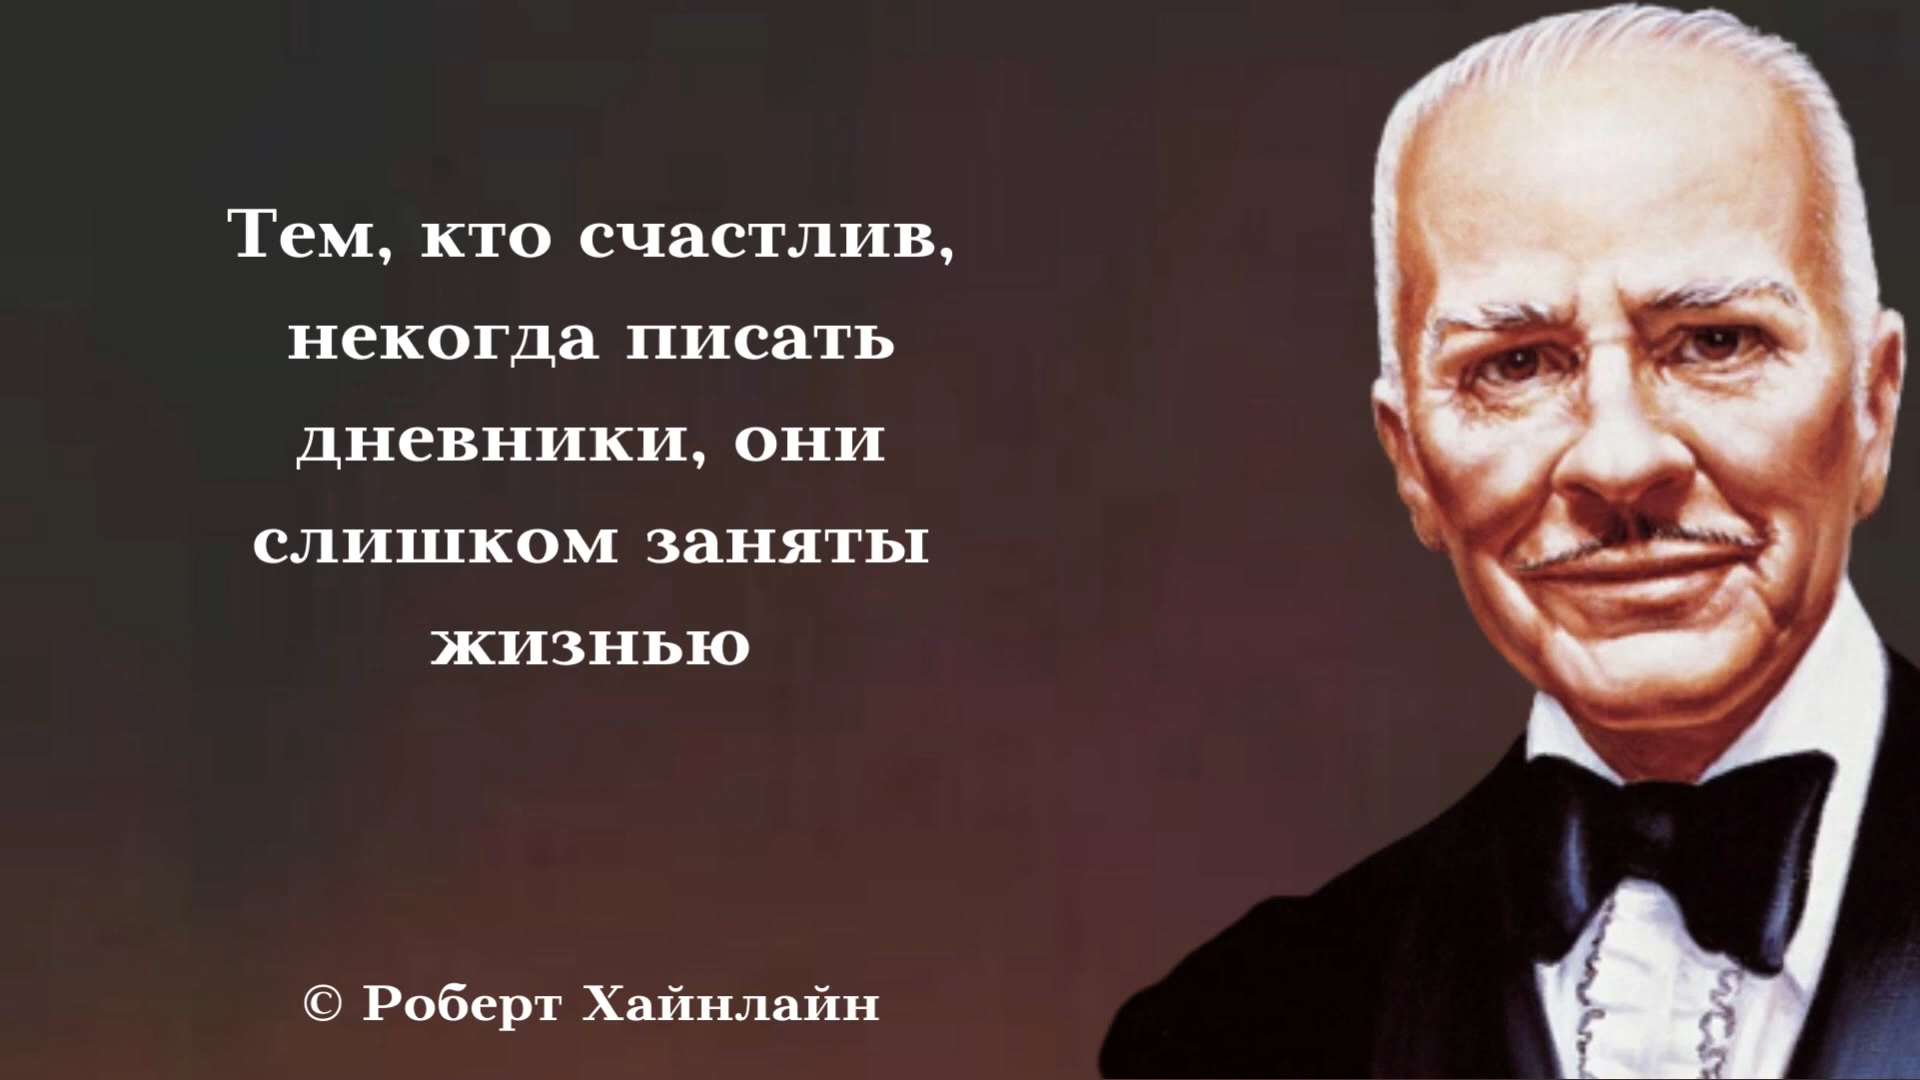 Тем, кто счастлив,
некогда писать
дневники, они
слишком заняты
жизнью
© Роберт Хайнлайн